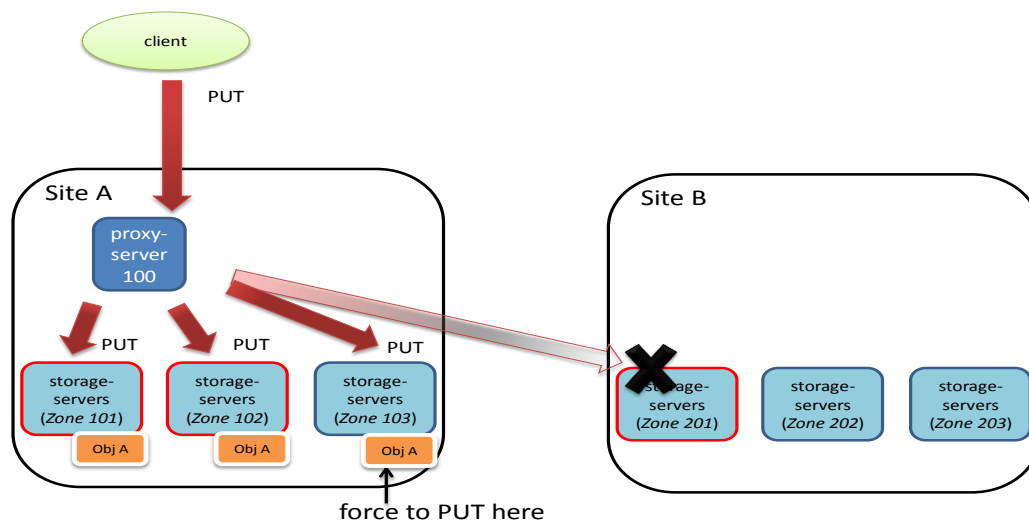 client
PUT
Site A
Site B
proxy-
server
100
PUT
PUT
PUT
storage-
servers
(Zone 101)
storage-
servers
(Zone 102)
storage-
servers
(Zone 103)
storage-
servers
(Zone 201)
storage-
servers
(Zone 202)
storage-
servers
(Zone 203)
Obj A
Obj A
Obj A
force to PUT here